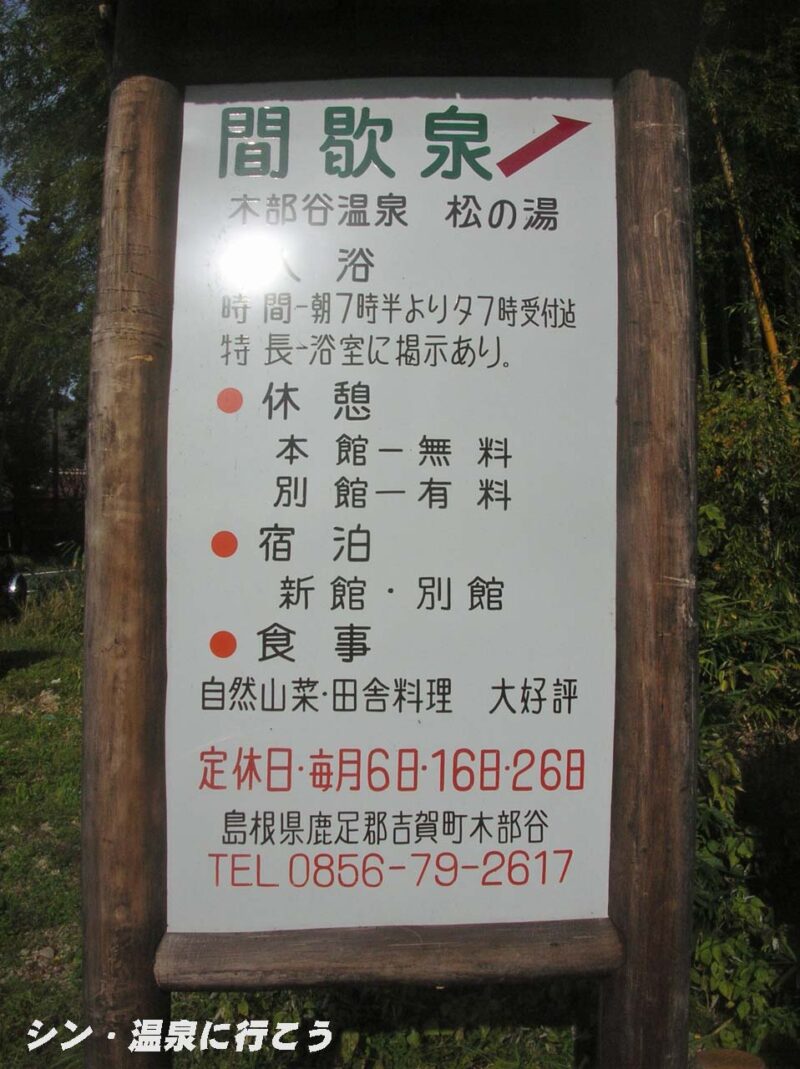 間歇泉
木部谷温泉 松の湯
入 浴
時 間-朝7時半より夕7時受付迠
特 長-浴室に掲示あり。
● 休 憩
本 館-無 料
別 館-有 料
● 宿 泊
新館・別館
● 食 事
自然山菜・田舎料理 大好評
定休日・毎月6日・16日・26日
島根県鹿足郡吉賀町木部谷
TEL 0856-79-2617
シン・温泉に行こう